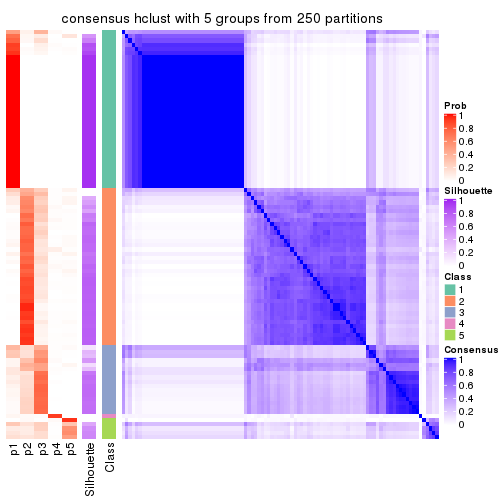 consensus hclust with 5 groups from 250 partitions
Prob
1
0.8
0.6
0.4
0.2
0
Silhouette
1
0.8
0.6
0.4
0.2
0
Class
1
2
3
4
5
Consensus
1
0.8
0.6
0.4
0.2
0
p1
p2
p3
p4
p5
Silhouette
Class